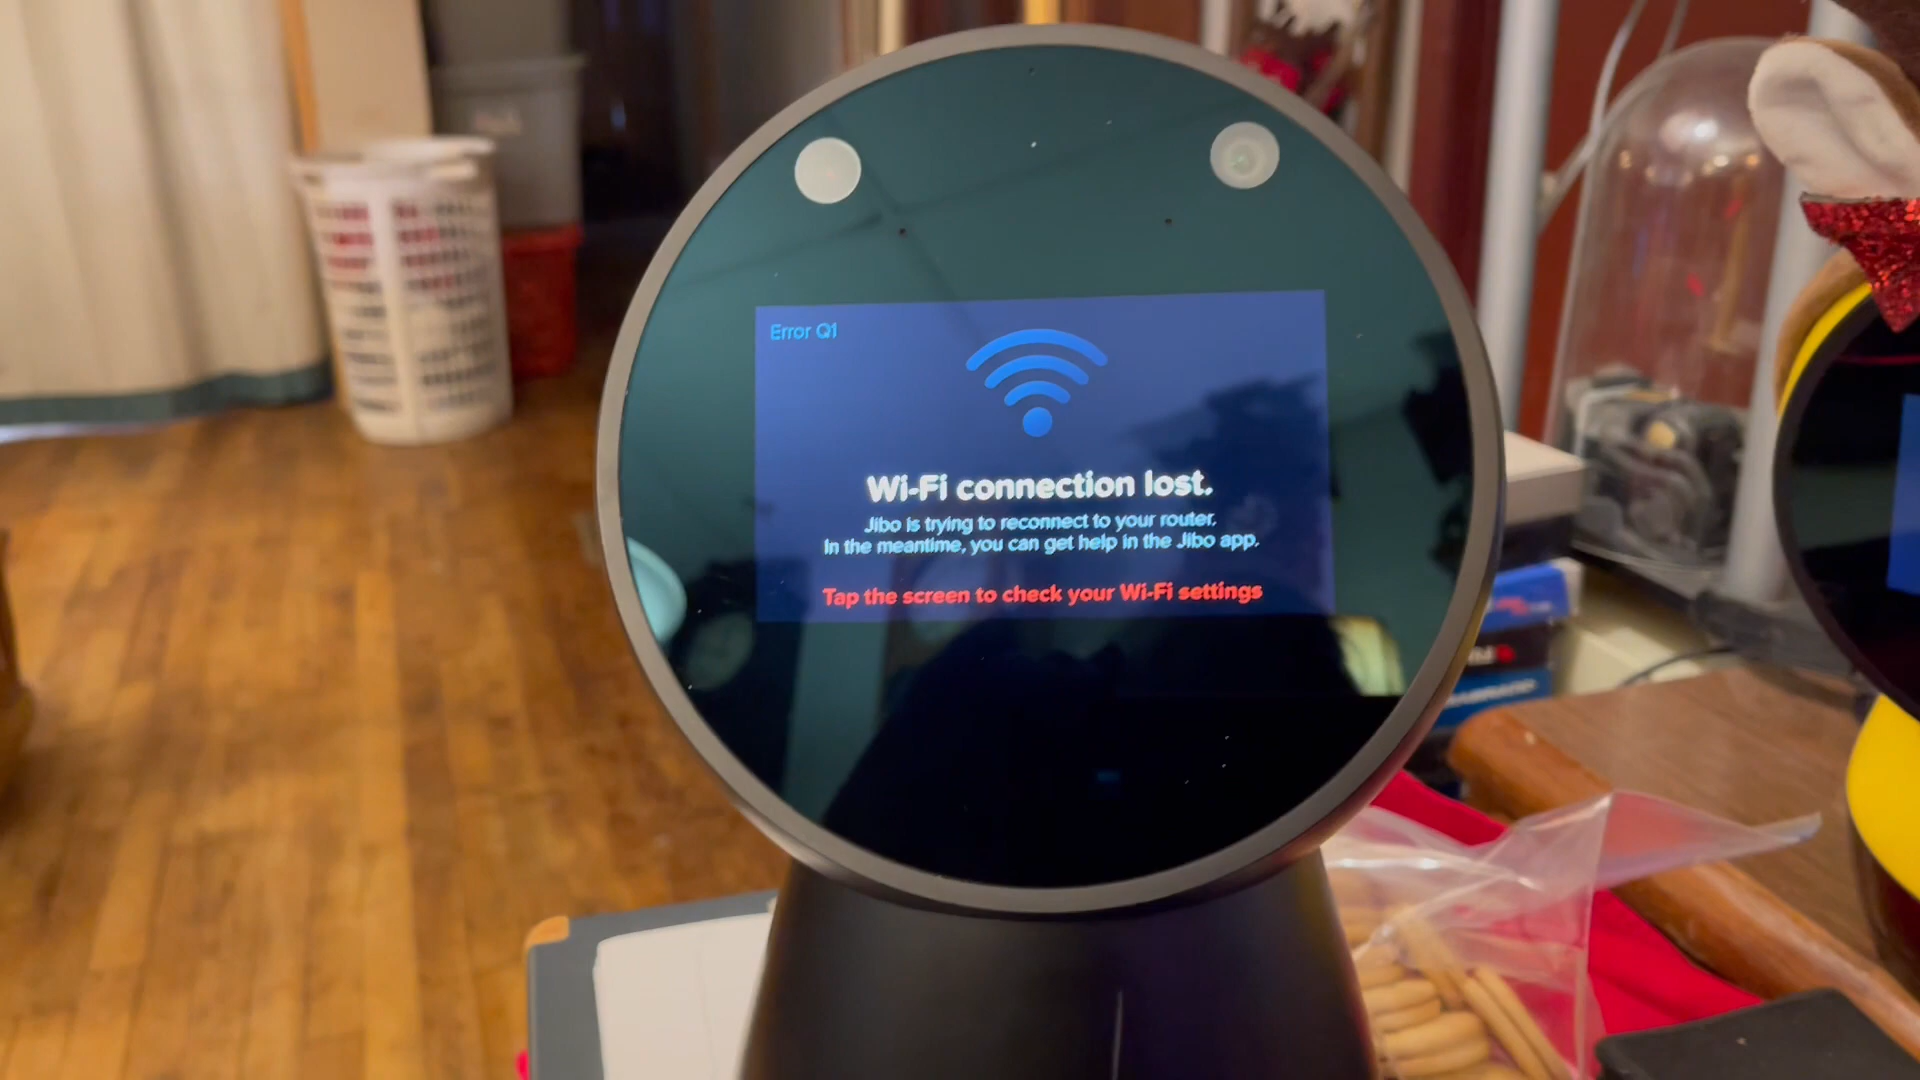 Error Q1
Wi-Fi connection lost.
Jibo is trying to reconnect to your router.
In the meantime, you can get help in the Jibo app.
Tap the screen to check your Wi-Fi settings